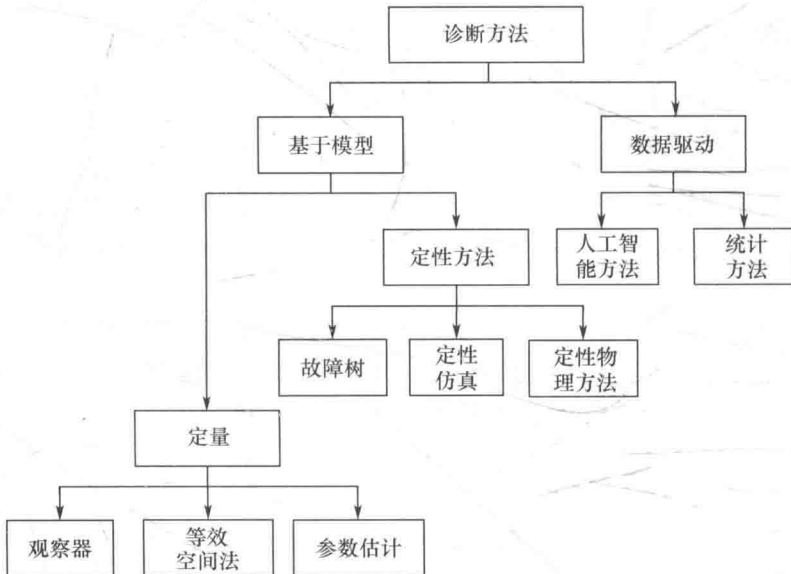 诊断方法
基于模型
数据驱动
定性方法
人工智
能方法
统计
方法
故障树
定性
仿真
定性物
理方法
定量
观察器
等效
空间法
参数估计